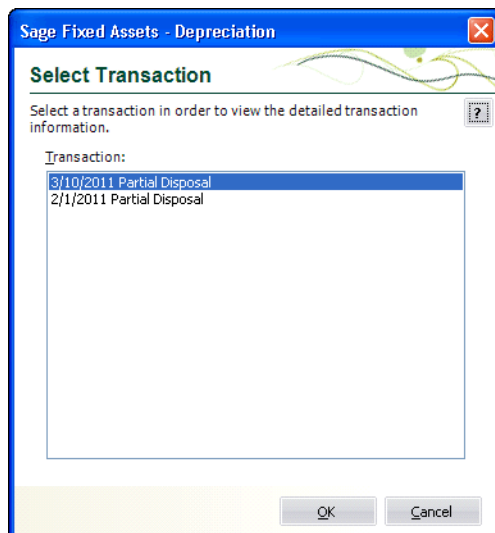 Sage Fixed Assets - Depreciation
Select Transaction
Select a transaction in order to view the detailed transaction
information.
?
Transaction:
3/10/2011 Partial Disposal
2/1/2011 Partial Disposal
OK
Cancel